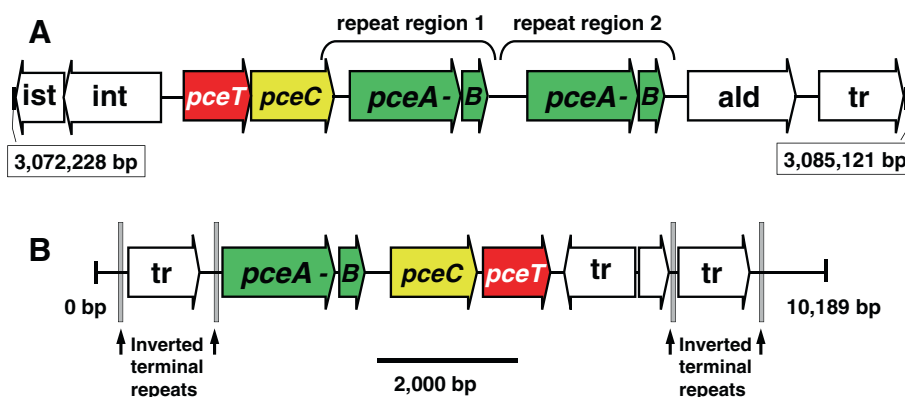 A
repeat region 1 repeat region 2
ist int pceT pceC pceA - B pceA - B ald tr
3,072,228 bp 3,085,121 bp
B
tr pceA - B pceC pceT tr tr
0 bp 10,189 bp
Inverted
terminal
repeats
2,000 bp
Inverted
terminal
repeats